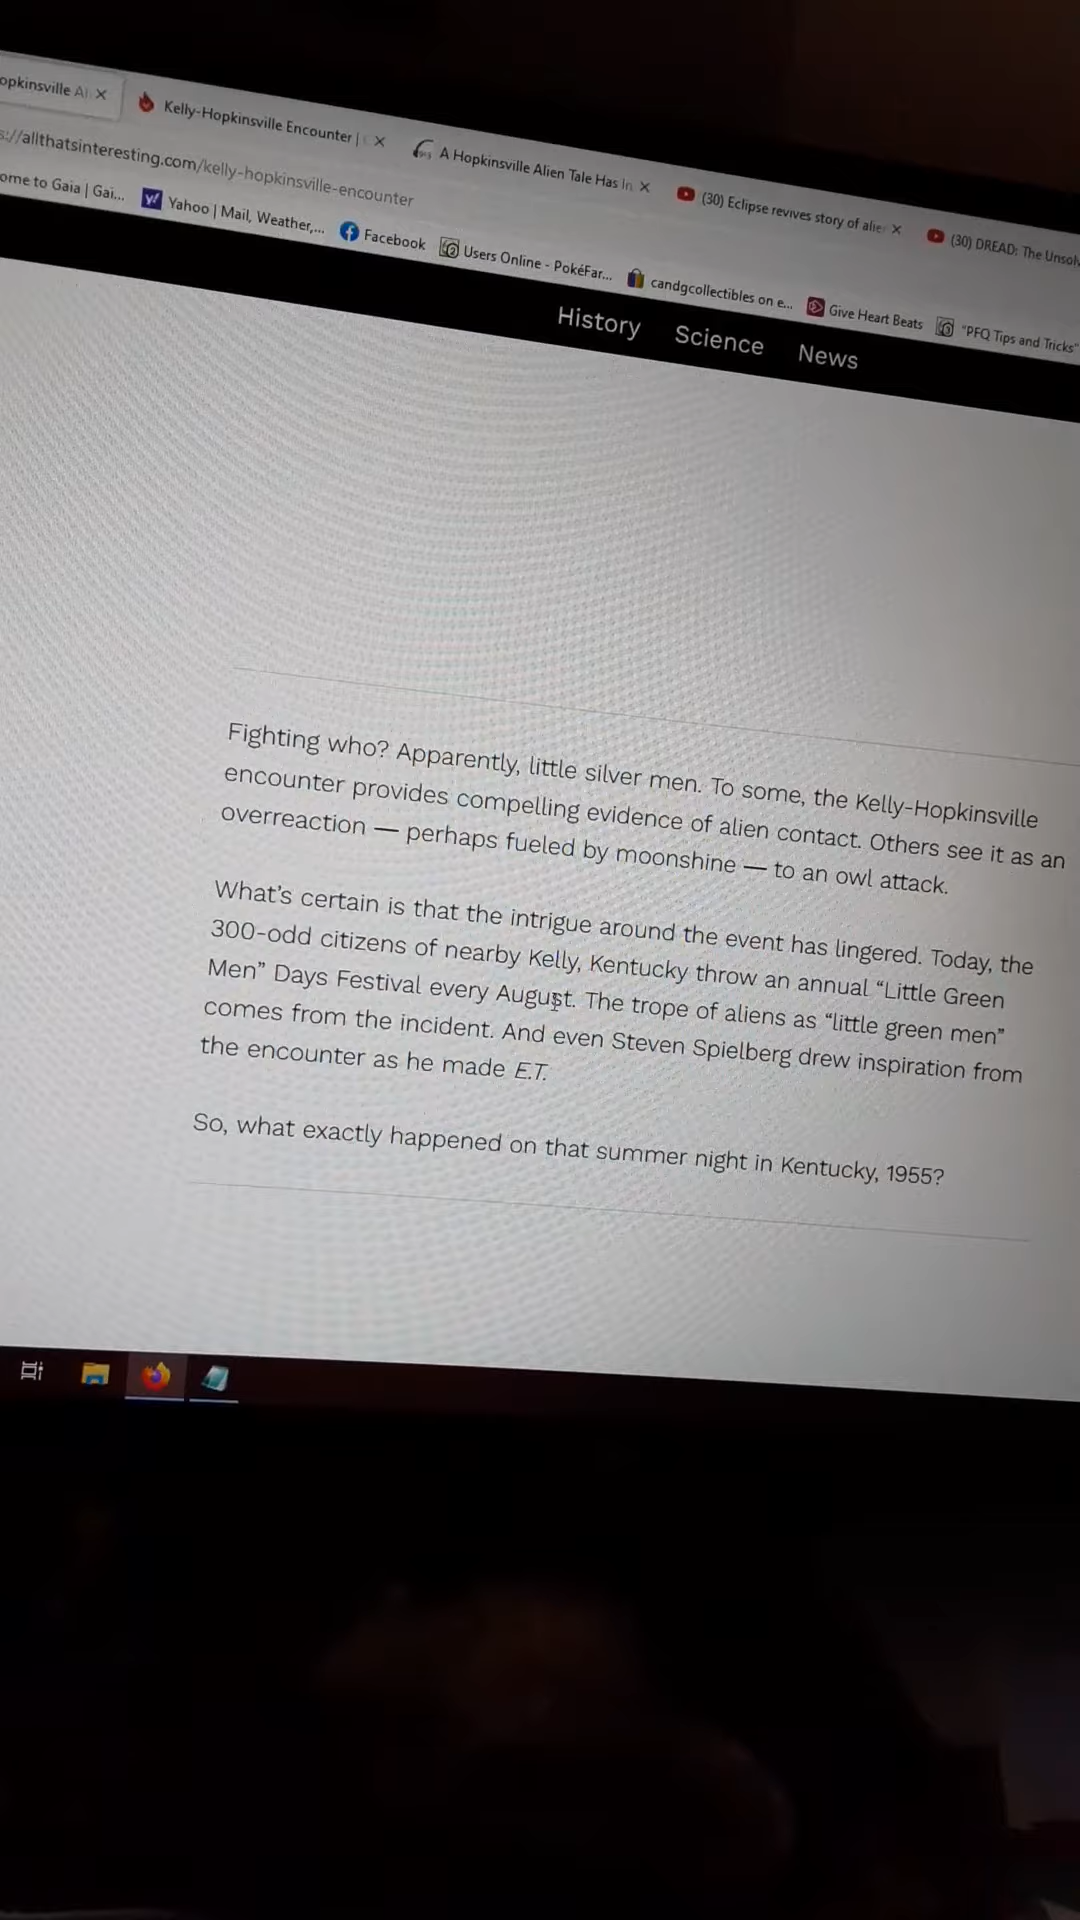 opkinsville Al
Kelly-Hopkinsville Encounter |
A Hopkinsville Alien Tale Has In
(30) Eclipse revives story of alie
(30) DREAD: The Unsol
s://allthatsinteresting.com/kelly-hopkinsville-encounter
ome to Gaia | Gai...
Yahoo | Mail, Weather,...
Facebook
Users Online - PokéFar...
candgcollectibles on e...
Give Heart Beats
"PFQ Tips and Tricks"
History Science News
Fighting who? Apparently, little silver men. To some, the Kelly-Hopkinsville
encounter provides compelling evidence of alien contact. Others see it as an
overreaction — perhaps fueled by moonshine — to an owl attack.
What's certain is that the intrigue around the event has lingered. Today, the
300-odd citizens of nearby Kelly, Kentucky throw an annual “Little Green
Men” Days Festival every August. The trope of aliens as “little green men”
comes from the incident. And even Steven Spielberg drew inspiration from
the encounter as he made E.T.
So, what exactly happened on that summer night in Kentucky, 1955?